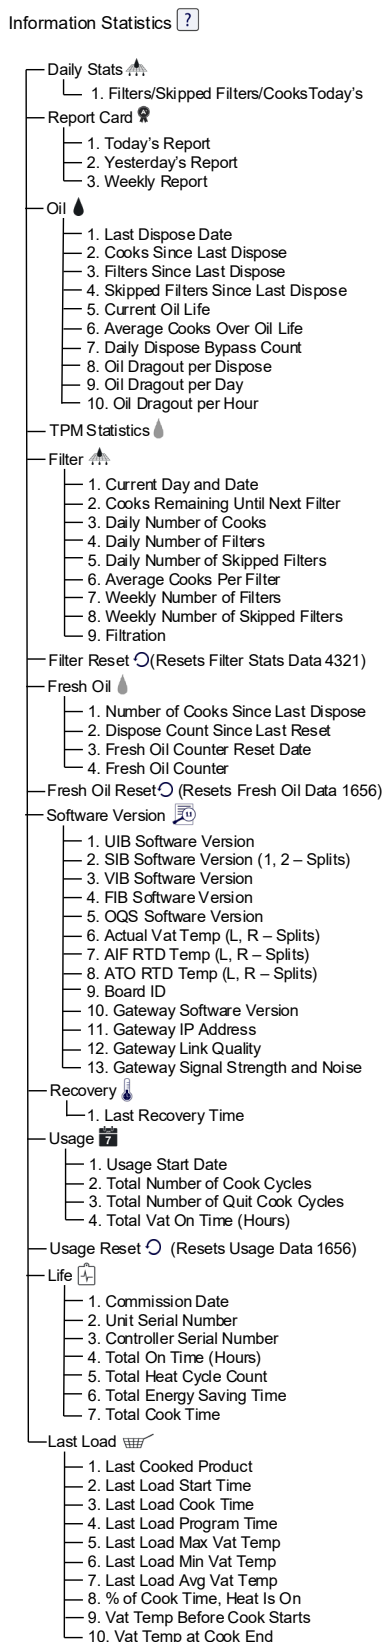 Information Statistics ?
Daily Stats
1. Filters/Skipped Filters/CooksToday's
Report Card
1. Today's Report
2. Yesterday's Report
3. Weekly Report
Oil
1. Last Dispose Date
2. Cooks Since Last Dispose
3. Filters Since Last Dispose
4. Skipped Filters Since Last Dispose
5. Current Oil Life
6. Average Cooks Over Oil Life
7. Daily Dispose Bypass Count
8. Oil Dragout per Dispose
9. Oil Dragout per Day
10. Oil Dragout per Hour
TPM Statistics
Filter
1. Current Day and Date
2. Cooks Remaining Until Next Filter
3. Daily Number of Cooks
4. Daily Number of Filters
5. Daily Number of Skipped Filters
6. Average Cooks Per Filter
7. Weekly Number of Filters
8. Weekly Number of Skipped Filters
9. Filtration
Filter Reset (Resets Filter Stats Data 4321)
Fresh Oil
1. Number of Cooks Since Last Dispose
2. Dispose Count Since Last Reset
3. Fresh Oil Counter Reset Date
4. Fresh Oil Counter
Fresh Oil Reset (Resets Fresh Oil Data 1656)
Software Version
1. UIB Software Version
2. SIB Software Version (1, 2 – Splits)
3. VIB Software Version
4. FIB Software Version
5. OQS Software Version
6. Actual Vat Temp (L, R – Splits)
7. AIF RTD Temp (L, R – Splits)
8. ATO RTD Temp (L, R – Splits)
9. Board ID
10. Gateway Software Version
11. Gateway IP Address
12. Gateway Link Quality
13. Gateway Signal Strength and Noise
Recovery
1. Last Recovery Time
Usage 7
1. Usage Start Date
2. Total Number of Cook Cycles
3. Total Number of Quit Cook Cycles
4. Total Vat On Time (Hours)
Usage Reset (Resets Usage Data 1656)
Life
1. Commission Date
2. Unit Serial Number
3. Controller Serial Number
4. Total On Time (Hours)
5. Total Heat Cycle Count
6. Total Energy Saving Time
7. Total Cook Time
Last Load
1. Last Cooked Product
2. Last Load Start Time
3. Last Load Cook Time
4. Last Load Program Time
5. Last Load Max Vat Temp
6. Last Load Min Vat Temp
7. Last Load Avg Vat Temp
8. % of Cook Time, Heat Is On
9. Vat Temp Before Cook Starts
10. Vat Temp at Cook End